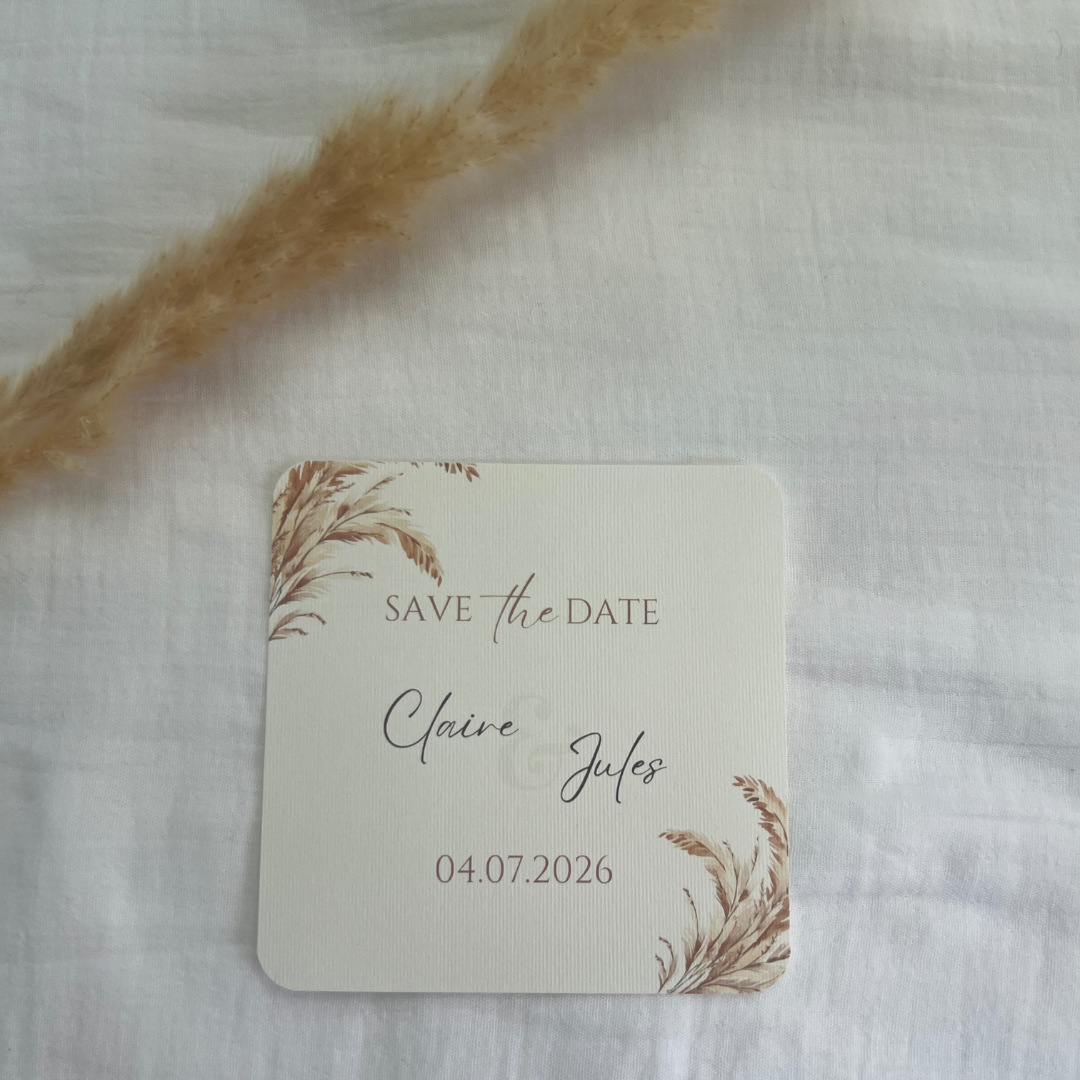 SAVE the DATE
Claire
&
Jules
04.07.2026